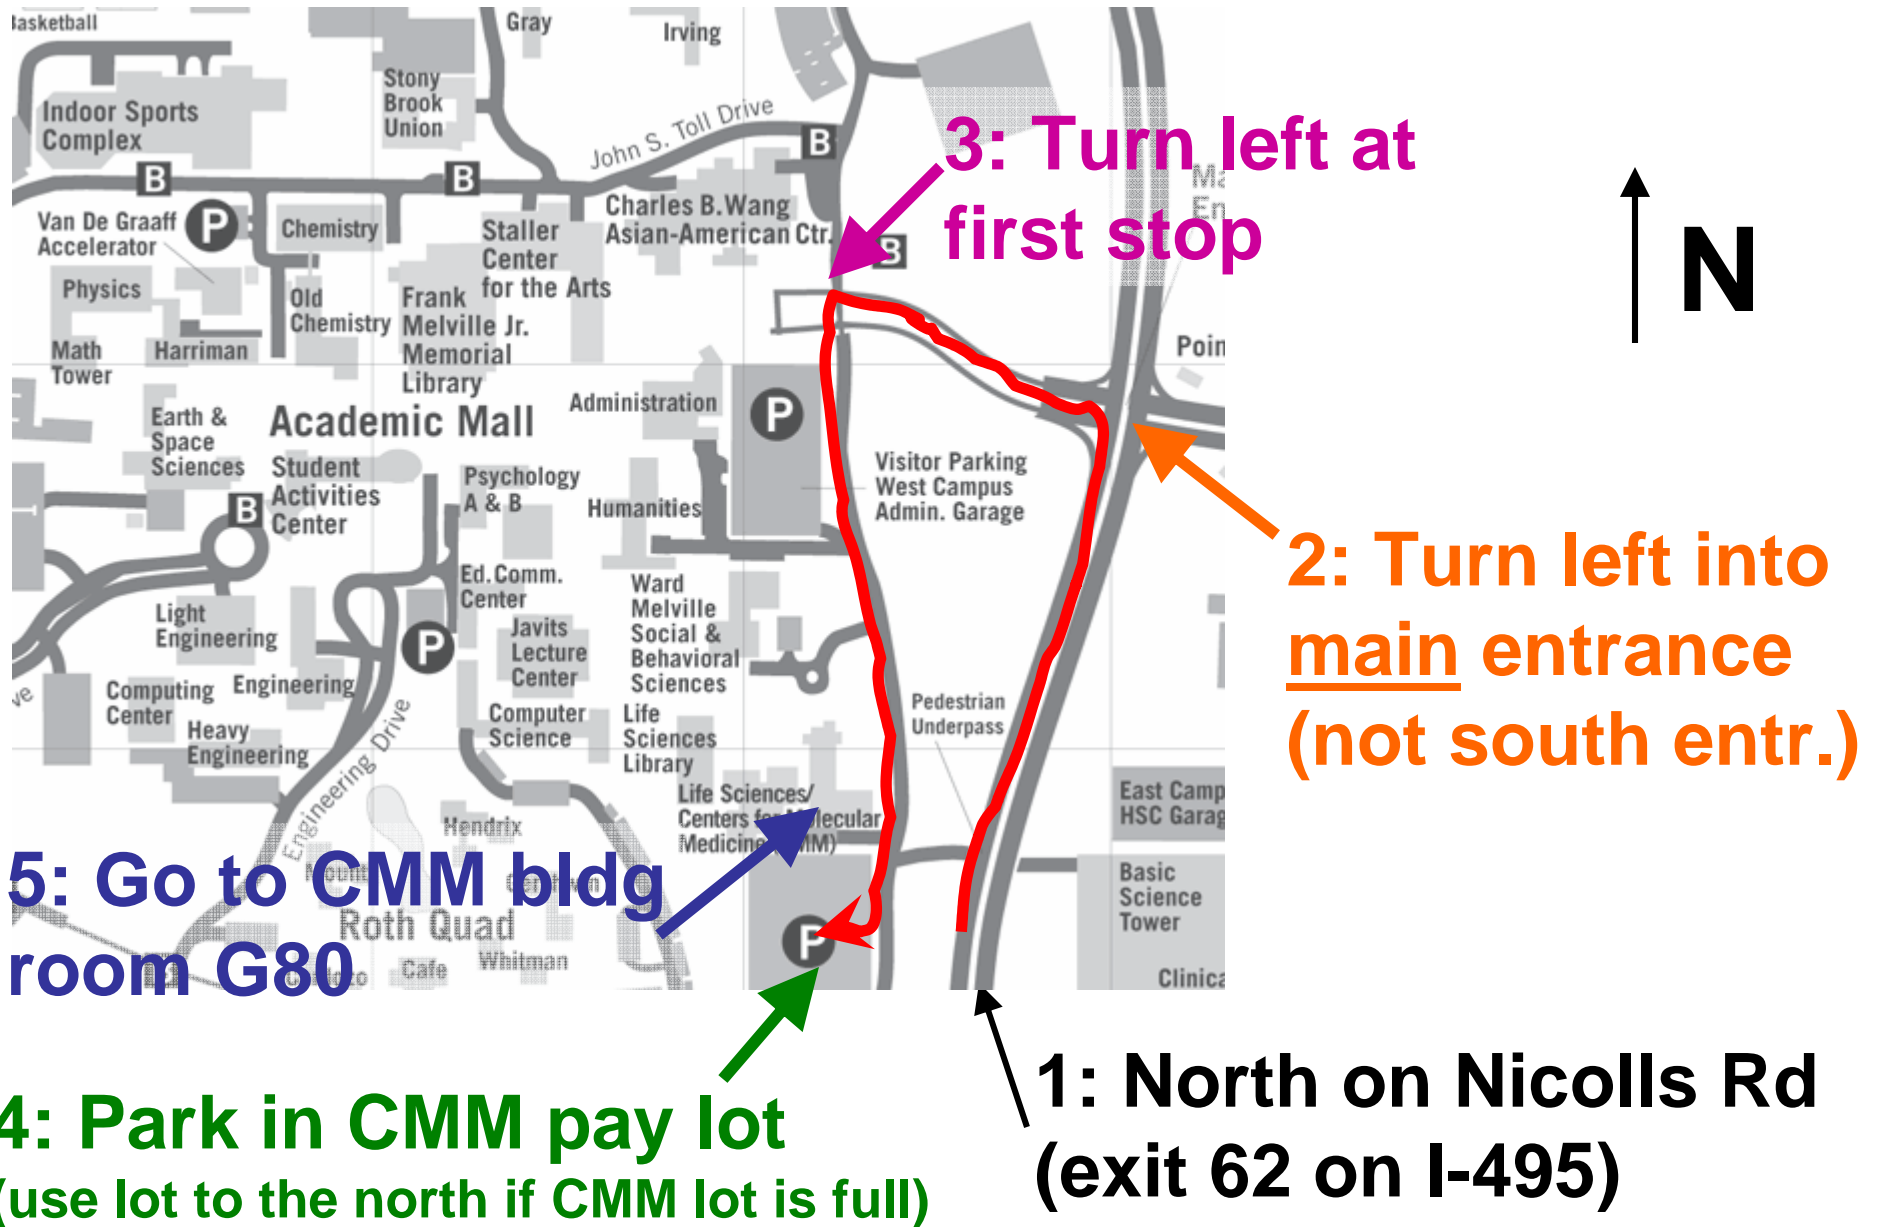 Basketball
Gray
Irving
Stony
Brook
Union
Indoor Sports
Complex
John S. Toll Drive
B
B
B
B
3: Turn left at
first stop
N
Van De Graaff
Accelerator
P
Chemistry
Staller
Center
for the Arts
Charles B.Wang
Asian-American Ctr.
Physics
Old
Chemistry
Frank
Melville Jr.
Memorial
Library
Math
Tower
Harriman
Administration
P
Earth &
Space
Sciences
Academic Mall
Student
Activities
Center
B
Psychology
A & B
Humanities
Visitor Parking
West Campus
Admin. Garage
2: Turn left into
main entrance
(not south entr.)
Light
Engineering
P
Ed.Comm.
Center
Javits
Lecture
Center
Ward
Melville
Social &
Behavioral
Sciences
Computing
Center
Engineering
Heavy
Engineering
Engineering Drive
Computer
Science
Life
Sciences
Library
Pedestrian
Underpass
Life Sciences/
Centers for Molecular
Medicine
East Camp
HSC Garag
Hendrix
Basic
Science
Tower
5: Go to CMM bldg
room G80
Roth Quad
Cafe
Whitman
P
Clinica
4: Park in CMM pay lot
(use lot to the north if CMM lot is full)
1: North on Nicolls Rd
(exit 62 on I-495)